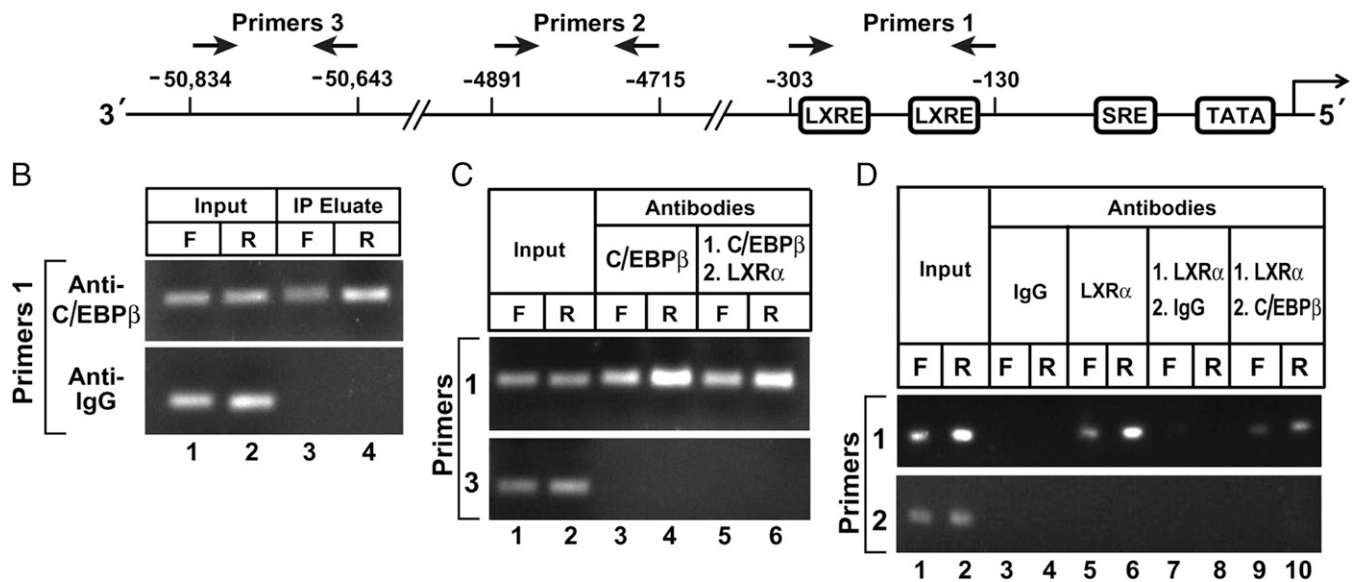 Primers 3 Primers 2 Primers 1
−50,834 −50,643 −4891 −4715 −303 −130
3′ LXRE LXRE SRE TATA 5′
B
Input IP Eluate
F R F R
Primers 1
Anti-
C/EBPβ
Anti-
IgG
1 2 3 4
C
Input Antibodies
C/EBPβ 1. C/EBPβ
2. LXRα
F R F R F R
Primers
1
3
1 2 3 4 5 6
D
Input Antibodies
IgG LXRα 1. LXRα 1. LXRα
2. IgG 2. C/EBPβ
F R F R F R F R F R
Primers
1
2
1 2 3 4 5 6 7 8 9 10